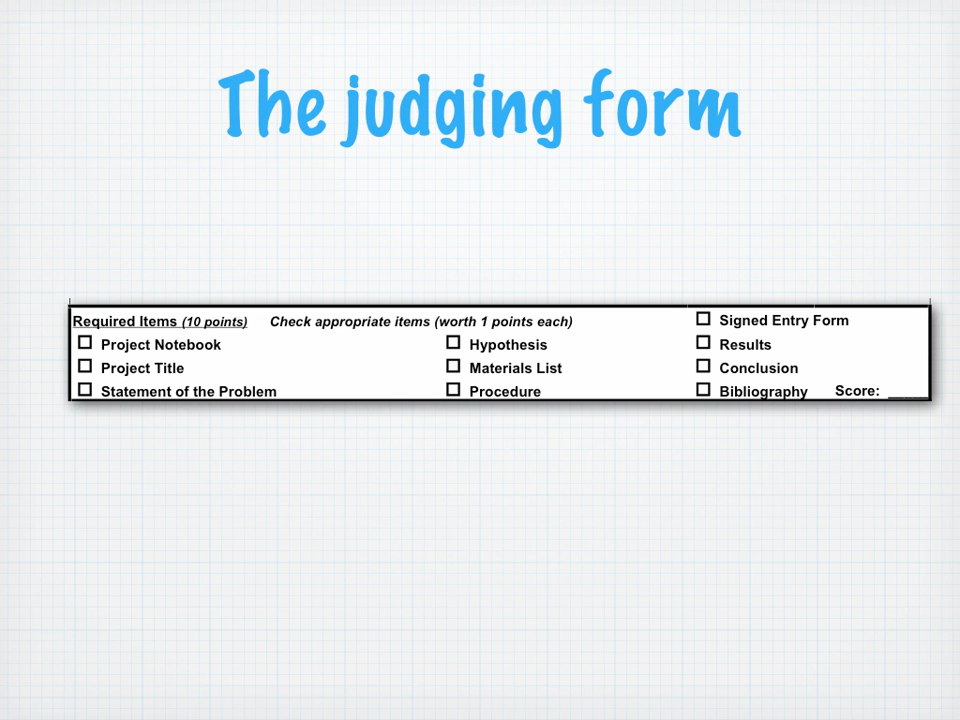 The judging form
Required Items (10 points) Check appropriate items (worth 1 points each) Signed Entry Form
Project Notebook Hypothesis Results
Project Title Materials List Conclusion
Statement of the Problem Procedure Bibliography Score: _____